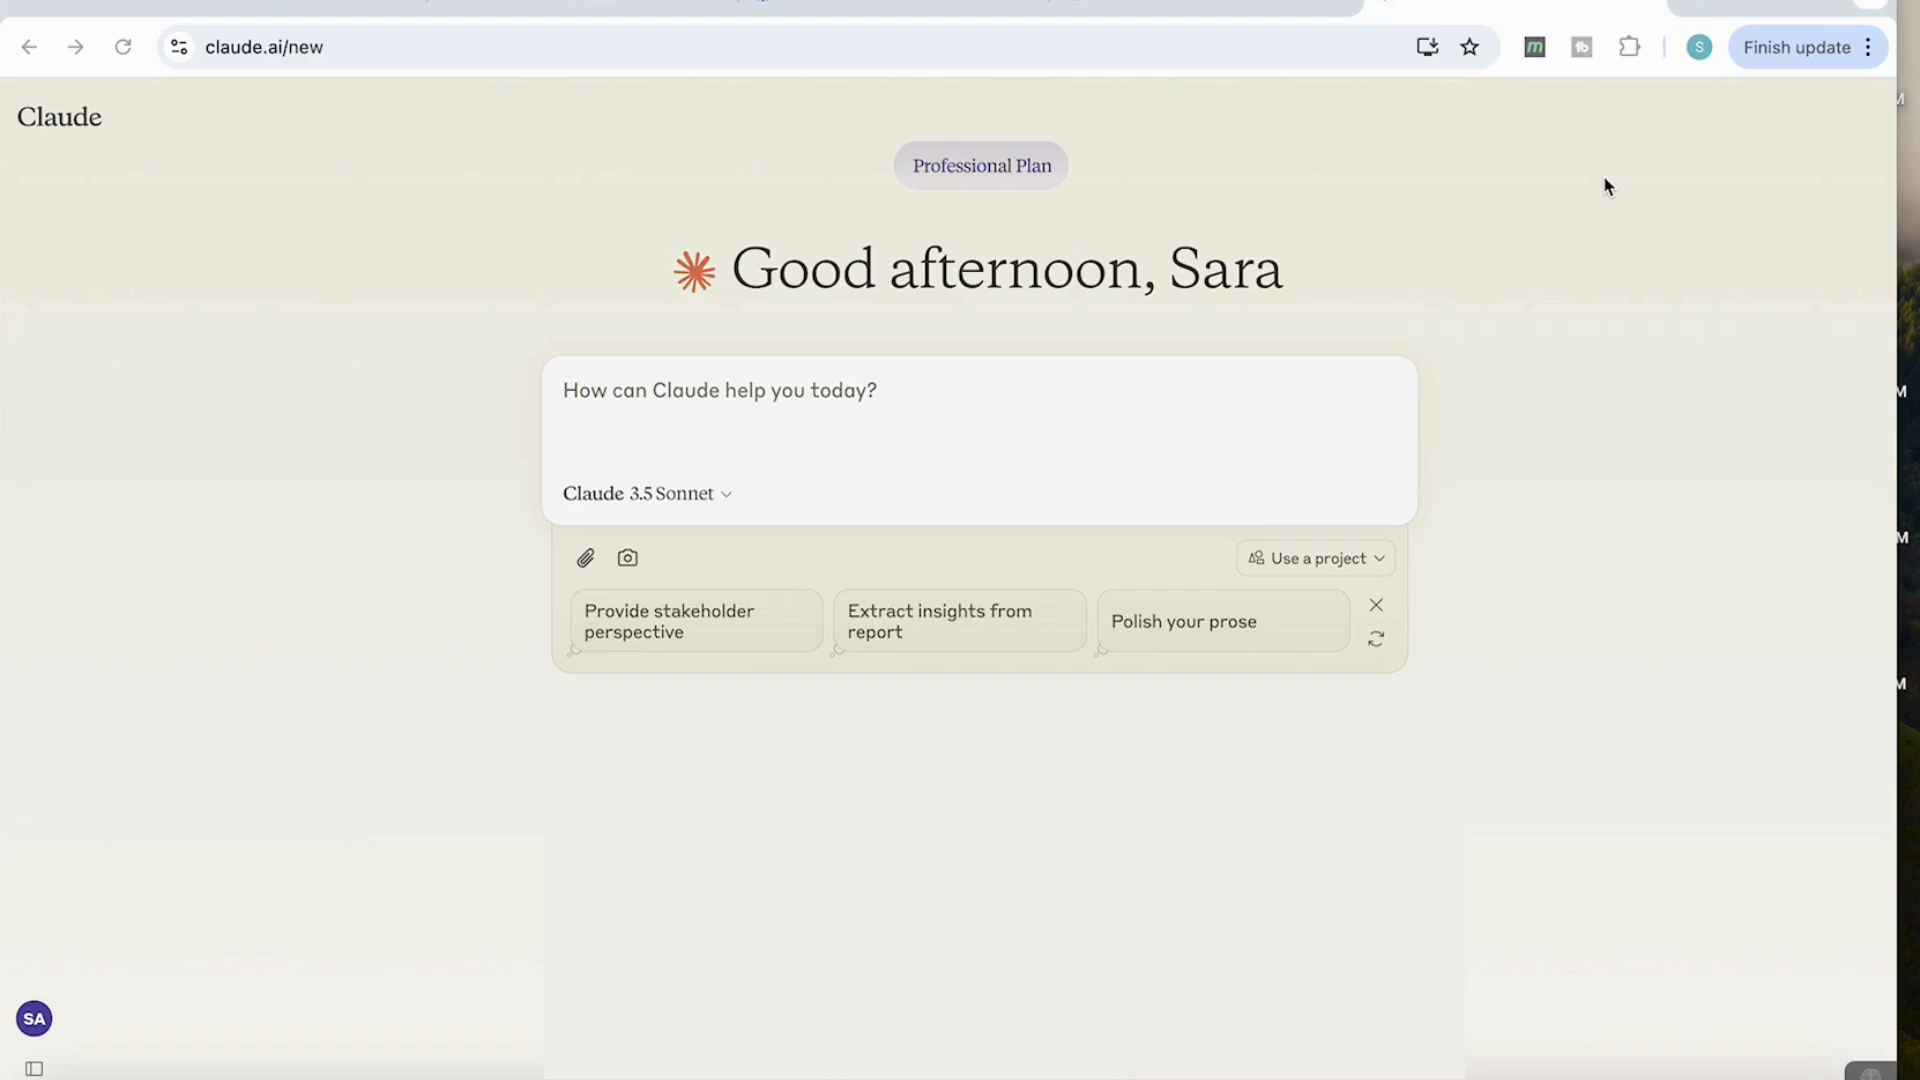 claude.ai/new
S
Finish update
Claude
Professional Plan
Good afternoon, Sara
How can Claude help you today?
Claude 3.5 Sonnet
Use a project
Provide stakeholder
perspective
Extract insights from
report
Polish your prose
SA